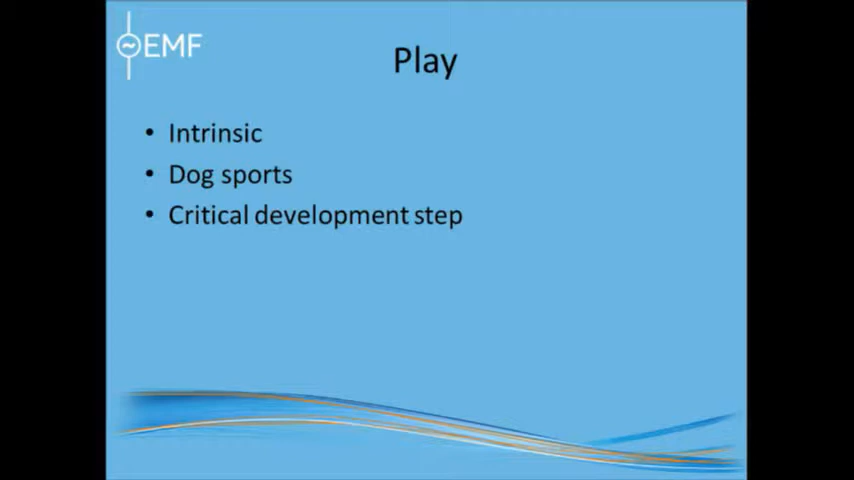 EMF
Play
• Intrinsic
• Dog sports
• Critical development step